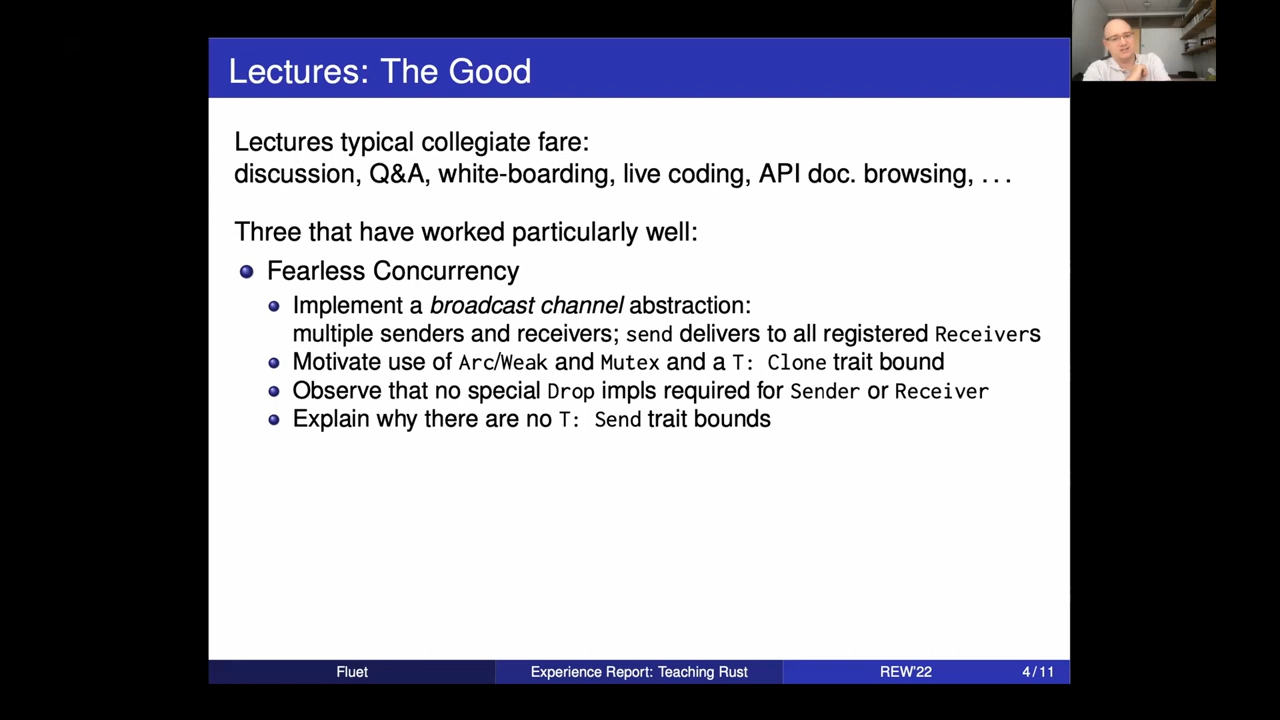 Lectures: The Good
Lectures typical collegiate fare:
discussion, Q&A, white-boarding, live coding, API doc. browsing, . . .
Three that have worked particularly well:
Fearless Concurrency
Implement a broadcast channel abstraction:
multiple senders and receivers; send delivers to all registered Receivers
Motivate use of Arc/Weak and Mutex and a T: Clone trait bound
Observe that no special Drop impls required for Sender or Receiver
Explain why there are no T: Send trait bounds
Fluet
Experience Report: Teaching Rust
REW'22
4/11